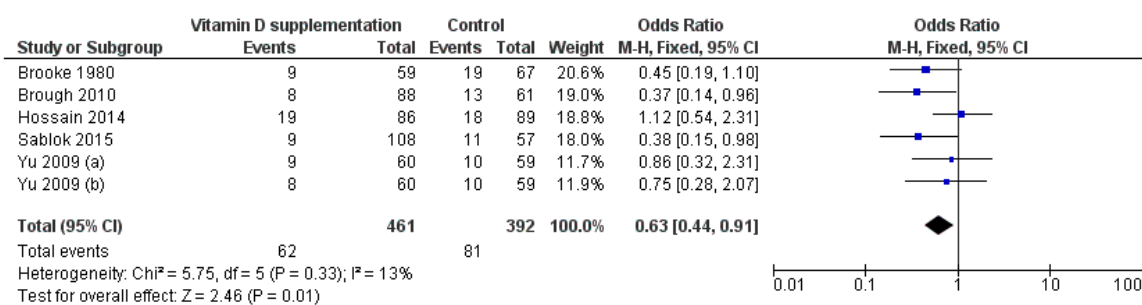 Vitamin D supplementation Control Odds Ratio Odds Ratio
Study or Subgroup Events Total Events Total Weight M-H, Fixed, 95% CI M-H, Fixed, 95% CI
Brooke 1980 9 59 19 67 20.6% 0.45 [0.19, 1.10]
Brough 2010 8 88 13 61 19.0% 0.37 [0.14, 0.96]
Hossain 2014 19 86 18 89 18.8% 1.12 [0.54, 2.31]
Sablok 2015 9 108 11 57 18.0% 0.38 [0.15, 0.98]
Yu 2009 (a) 9 60 10 59 11.7% 0.86 [0.32, 2.31]
Yu 2009 (b) 8 60 10 59 11.9% 0.75 [0.28, 2.07]
Total (95% CI) 461 392 100.0% 0.63 [0.44, 0.91]
Total events 62 81
Heterogeneity: Chi² = 5.75, df = 5 (P = 0.33); I² = 13%
Test for overall effect: Z = 2.46 (P = 0.01)
0.01 0.1 1 10 100